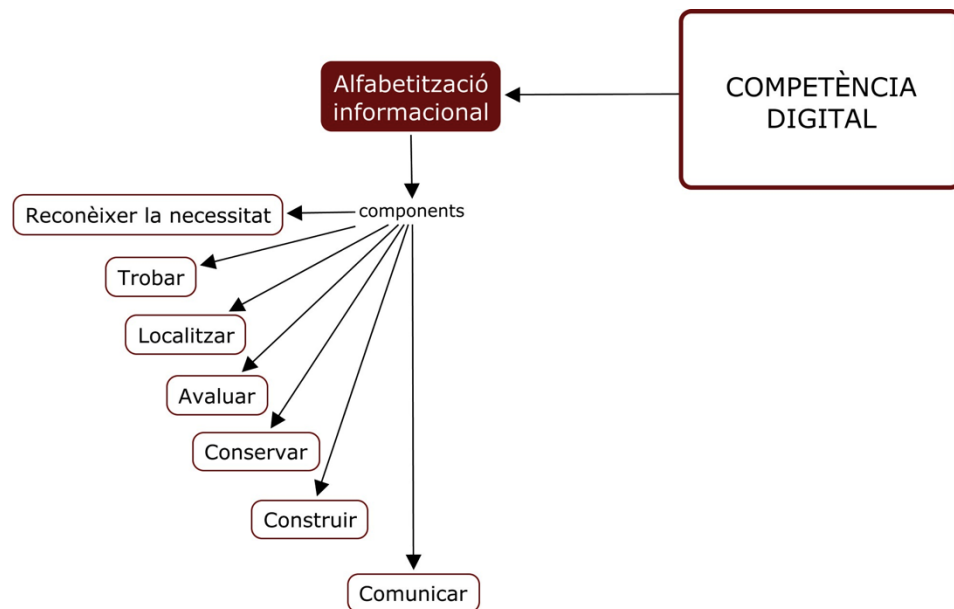 Alfabetització
informacional
COMPETÈNCIA
DIGITAL
components
Reconèixer la necessitat
Trobar
Localitzar
Avaluar
Conservar
Construir
Comunicar